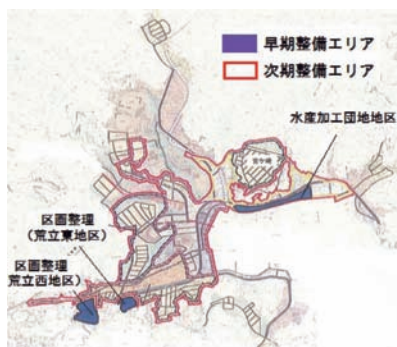 早期整備エリア
次期整備エリア
水産加工団地地区
区画整理
(荒立東地区)
区画整理
(荒立西地区)